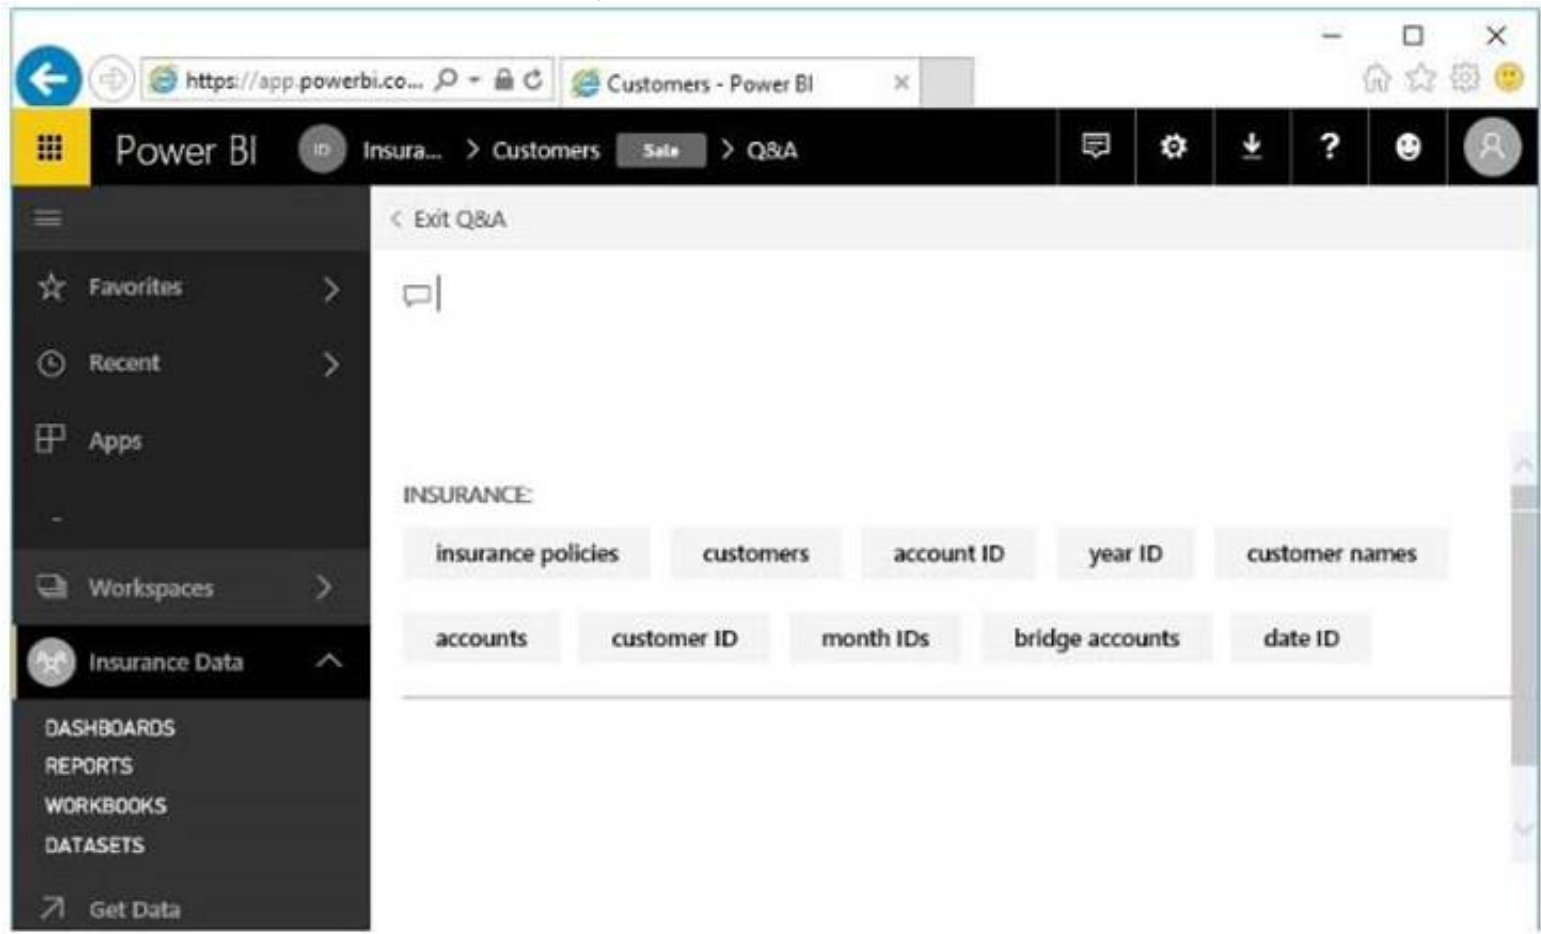 https://app.powerbi.co... Customers - Power BI
Power BI ID Insura... > Customers Sale > Q&A
< Exit Q&A
Favorites
Recent
Apps
Workspaces
Insurance Data
DASHBOARDS
REPORTS
WORKBOOKS
DATASETS
Get Data
INSURANCE:
insurance policies customers account ID year ID customer names
accounts customer ID month IDs bridge accounts date ID